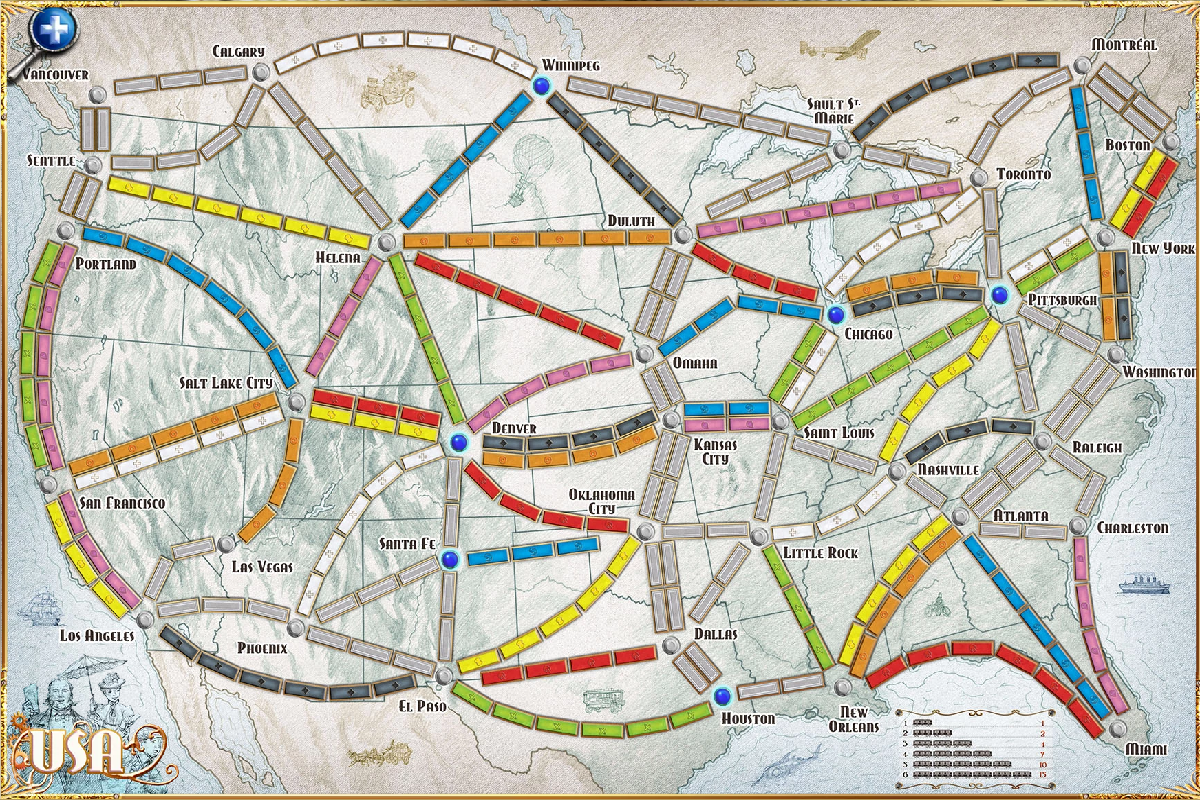 Calgary
Winnipeg
Montréal
Vancouver
Sault St.
Marie
Seattle
Boston
Toronto
Duluth
Portland
Helena
New York
Pittsburgh
Chicago
Omaha
Washington
Salt Lake City
Denver
Saint Louis
Kansas
City
Raleigh
Nashville
San Francisco
Oklahoma
City
Atlanta
Charleston
Santa Fe
Little Rock
Las Vegas
Los Angeles
Phoenix
Dallas
El Paso
Houston
New
Orleans
Miami
USA
1 1
2 2
3 4
4 7
5 10
6 15